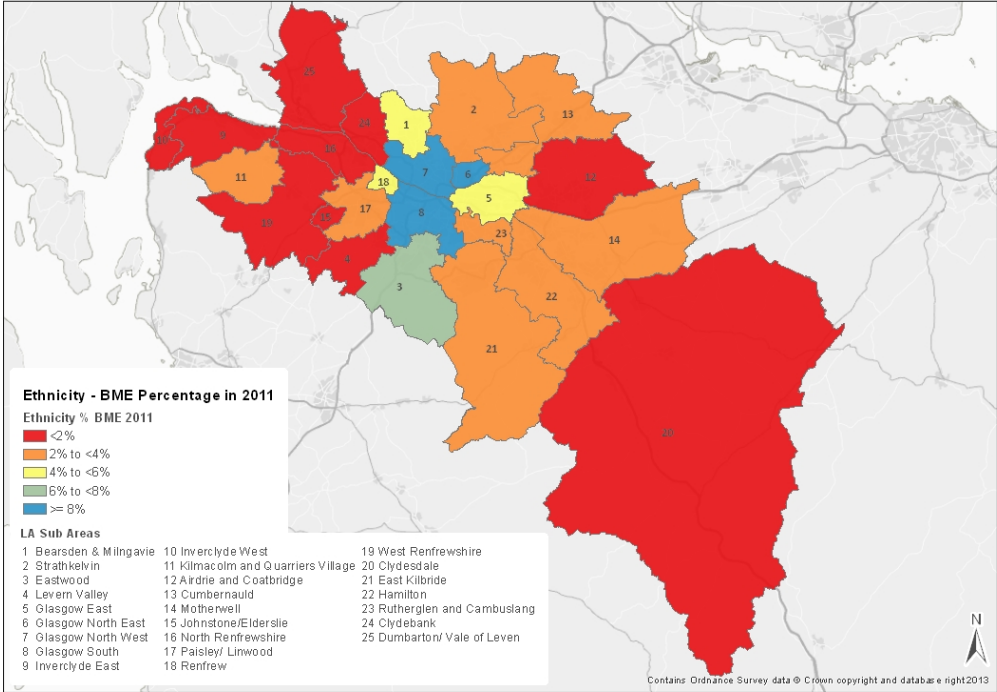 25
24
1
2
13
10
9
16
12
7
6
18
11
5
17
8
15
19
23
14
4
3
22
21
20
Ethnicity - BME Percentage in 2011
Ethnicity % BME 2011
<2%
2% to <4%
4% to <6%
6% to <8%
>= 8%
LA Sub Areas
1 Bearsden & Milngavie
2 Strathkelvin
3 Eastwood
4 Levern Valley
5 Glasgow East
6 Glasgow North East
7 Glasgow North West
8 Glasgow South
9 Inverclyde East
10 Inverclyde West
11 Kilmacolm and Quarriers Village
12 Airdrie and Coatbridge
13 Cumbernauld
14 Motherwell
15 Johnstone/Elderslie
16 North Renfrewshire
17 Paisley/ Linwood
18 Renfrew
19 West Renfrewshire
20 Clydesdale
21 East Kilbride
22 Hamilton
23 Rutherglen and Cambuslang
24 Clydebank
25 Dumbarton/ Vale of Leven
N
Contains Ordnance Survey data © Crown copyright and database right 2013